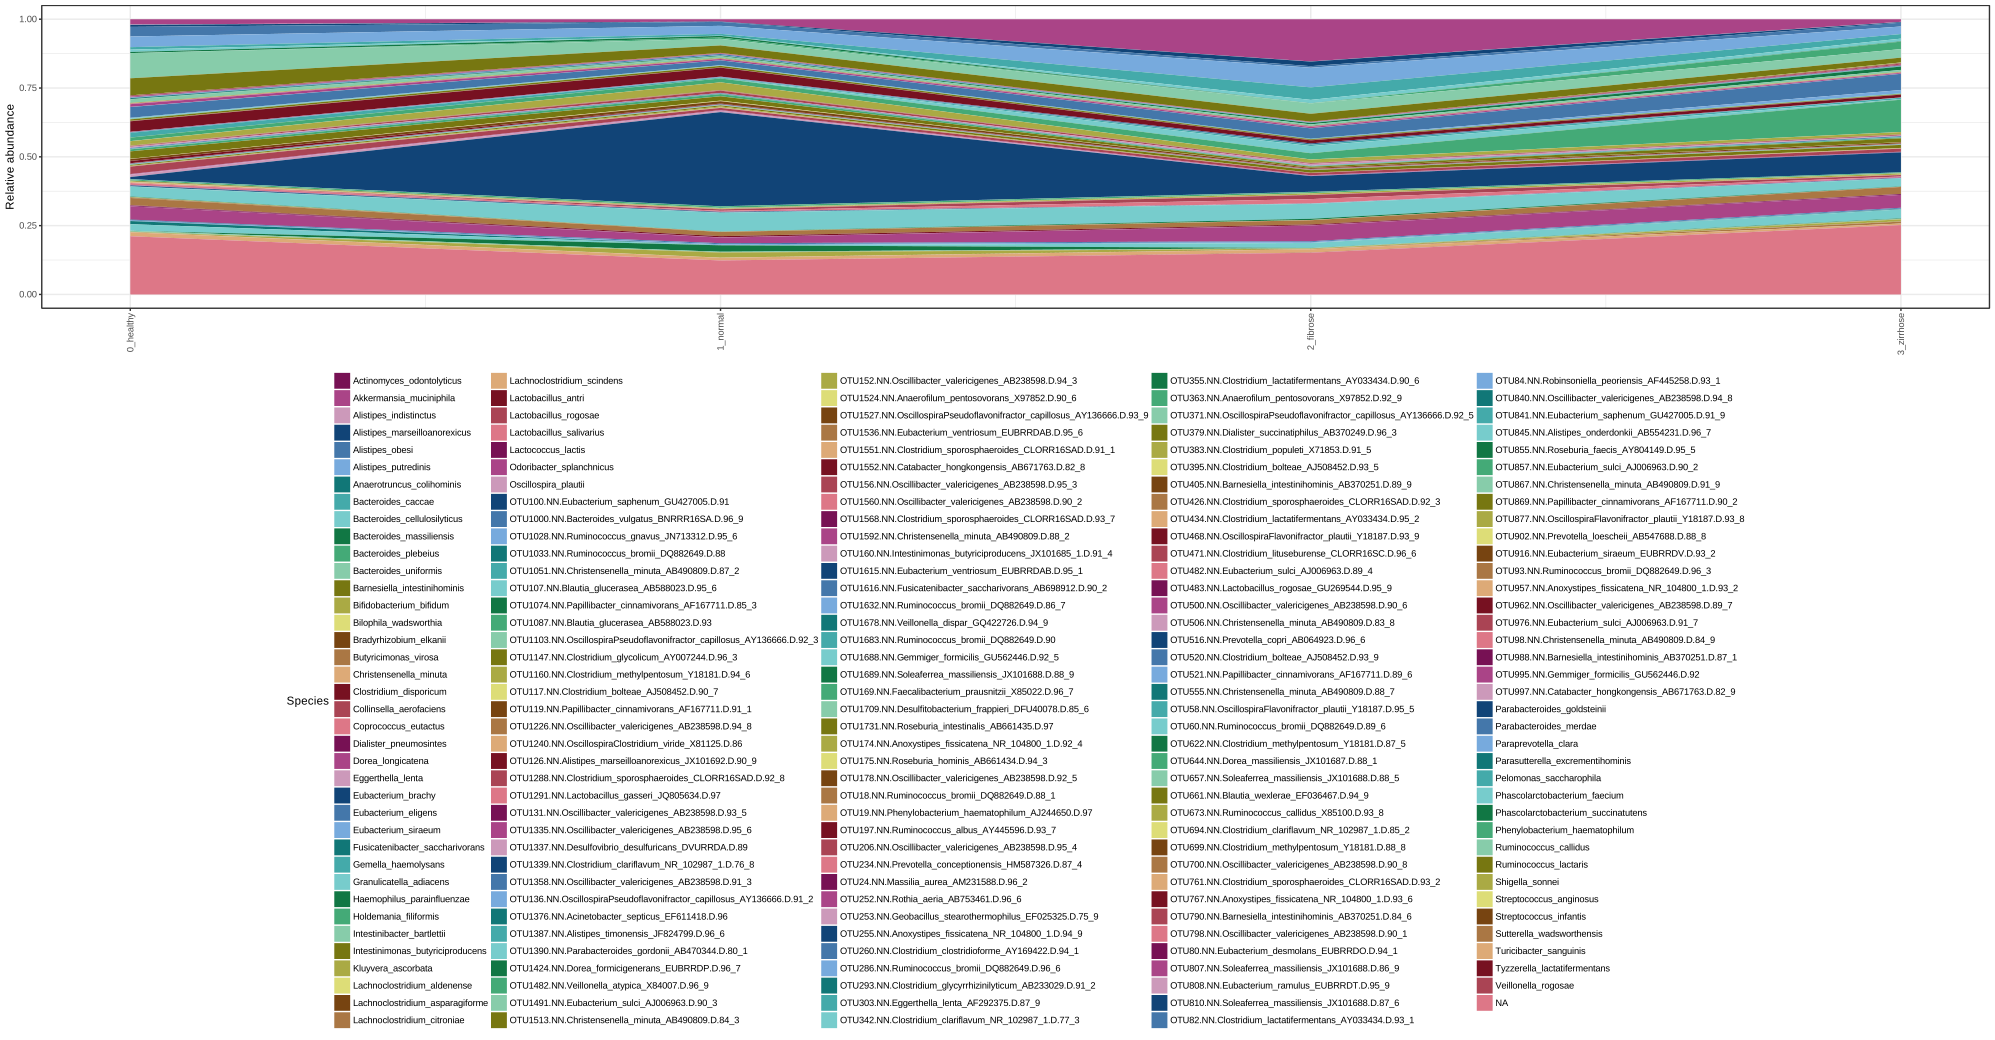 1.00
0.75
0.50
0.25
0.00
Relative abundance
0_healthy
1_normal
2_fibrose
3_zirrhose
Species
Actinomyces_odontolyticus
Akkermansia_muciniphila
Alistipes_indistinctus
Alistipes_marseilloanorexicus
Alistipes_obesi
Alistipes_putredinis
Anaerotruncus_colihominis
Bacteroides_caccae
Bacteroides_cellulosilyticus
Bacteroides_massiliensis
Bacteroides_plebeius
Bacteroides_uniformis
Barnesiella_intestinihominis
Bifidobacterium_bifidum
Bilophila_wadsworthia
Bradyrhizobium_elkanii
Butyricimonas_virosa
Christensenella_minuta
Clostridium_disporicum
Collinsella_aerofaciens
Coprococcus_eutactus
Dialister_pneumosintes
Dorea_longicatena
Eggerthella_lenta
Eubacterium_brachy
Eubacterium_eligens
Eubacterium_siraeum
Fusicatenibacter_saccharivorans
Gemella_haemolysans
Granulicatella_adiacens
Haemophilus_parainfluenzae
Holdemania_filiformis
Intestinibacter_bartlettii
Intestinimonas_butyriciproducens
Kluyvera_ascorbata
Lachnoclostridium_aldenense
Lachnoclostridium_asparagiforme
Lachnoclostridium_citroniae
Lachnoclostridium_scindens
Lactobacillus_antri
Lactobacillus_rogosae
Lactobacillus_salivarius
Lactococcus_lactis
Odoribacter_splanchnicus
Oscillospira_plautii
OTU100.NN.Eubacterium_saphenum_GU427005.D.91
OTU1000.NN.Bacteroides_vulgatus_BNRRR16SA.D.96_9
OTU1028.NN.Ruminococcus_gnavus_JN713312.D.95_6
OTU1033.NN.Ruminococcus_bromii_DQ882649.D.88
OTU1051.NN.Christensenella_minuta_AB490809.D.87_2
OTU107.NN.Blautia_glucerasea_AB588023.D.95_6
OTU1074.NN.Papillibacter_cinnamivorans_AF167711.D.85_3
OTU1087.NN.Blautia_glucerasea_AB588023.D.93
OTU1103.NN.OscillospiraPseudoflavonifractor_capillosus_AY136666.D.92_3
OTU1147.NN.Clostridium_glycolicum_AY007244.D.96_3
OTU1160.NN.Clostridium_methylpentosum_Y18181.D.94_6
OTU117.NN.Clostridium_bolteae_AJ508452.D.90_7
OTU119.NN.Papillibacter_cinnamivorans_AF167711.D.91_1
OTU1226.NN.Oscillibacter_valericigenes_AB238598.D.94_8
OTU1240.NN.OscillospiraClostridium_viride_X81125.D.86
OTU126.NN.Alistipes_marseilloanorexicus_JX101692.D.90_9
OTU1288.NN.Clostridium_sporosphaeroides_CLORR16SAD.D.92_8
OTU1291.NN.Lactobacillus_gasseri_JQ805634.D.97
OTU131.NN.Oscillibacter_valericigenes_AB238598.D.93_5
OTU1335.NN.Oscillibacter_valericigenes_AB238598.D.95_6
OTU1337.NN.Desulfovibrio_desulfuricans_DVURRDA.D.89
OTU1339.NN.Clostridium_clariflavum_NR_102987_1.D.76_8
OTU1358.NN.Oscillibacter_valericigenes_AB238598.D.91_3
OTU136.NN.OscillospiraPseudoflavonifractor_capillosus_AY136666.D.91_2
OTU1376.NN.Acinetobacter_septicus_EF611418.D.96
OTU1387.NN.Alistipes_timonensis_JF824799.D.96_6
OTU1390.NN.Parabacteroides_gordonii_AB470344.D.80_1
OTU1424.NN.Dorea_formicigenerans_EUBRRDP.D.96_7
OTU1482.NN.Veillonella_atypica_X84007.D.96_9
OTU1491.NN.Eubacterium_sulci_AJ006963.D.90_3
OTU1513.NN.Christensenella_minuta_AB490809.D.84_3
OTU152.NN.Oscillibacter_valericigenes_AB238598.D.94_3
OTU1524.NN.Anaerofilum_pentosovorans_X97852.D.90_6
OTU1527.NN.OscillospiraPseudoflavonifractor_capillosus_AY136666.D.93_9
OTU1536.NN.Eubacterium_ventriosum_EUBRRDAB.D.95_6
OTU1551.NN.Clostridium_sporosphaeroides_CLORR16SAD.D.91_1
OTU1552.NN.Catabacter_hongkongensis_AB671763.D.82_8
OTU156.NN.Oscillibacter_valericigenes_AB238598.D.95_3
OTU1560.NN.Oscillibacter_valericigenes_AB238598.D.90_2
OTU1568.NN.Clostridium_sporosphaeroides_CLORR16SAD.D.93_7
OTU1592.NN.Christensenella_minuta_AB490809.D.88_2
OTU160.NN.Intestinimonas_butyriciproducens_JX101685_1.D.91_4
OTU1615.NN.Eubacterium_ventriosum_EUBRRDAB.D.95_1
OTU1616.NN.Fusicatenibacter_saccharivorans_AB698912.D.90_2
OTU1632.NN.Ruminococcus_bromii_DQ882649.D.86_7
OTU1678.NN.Veillonella_dispar_GQ422726.D.94_9
OTU1683.NN.Ruminococcus_bromii_DQ882649.D.90
OTU1688.NN.Gemmiger_formicilis_GU562446.D.92_5
OTU1689.NN.Soleaferrea_massiliensis_JX101688.D.88_9
OTU169.NN.Faecalibacterium_prausnitzii_X85022.D.96_7
OTU1709.NN.Desulfitobacterium_frappieri_DFU40078.D.85_6
OTU1731.NN.Roseburia_intestinalis_AB661435.D.97
OTU174.NN.Anoxystipes_fissicatena_NR_104800_1.D.92_4
OTU175.NN.Roseburia_hominis_AB661434.D.94_3
OTU178.NN.Oscillibacter_valericigenes_AB238598.D.92_5
OTU18.NN.Ruminococcus_bromii_DQ882649.D.88_1
OTU19.NN.Phenylobacterium_haematophilum_AJ244650.D.97
OTU197.NN.Ruminococcus_albus_AY445596.D.93_7
OTU206.NN.Oscillibacter_valericigenes_AB238598.D.95_4
OTU234.NN.Prevotella_conceptionensis_HM587326.D.87_4
OTU24.NN.Massilia_aurea_AM231588.D.96_2
OTU252.NN.Rothia_aeria_AB753461.D.96_6
OTU253.NN.Geobacillus_stearothermophilus_EF025325.D.75_9
OTU255.NN.Anoxystipes_fissicatena_NR_104800_1.D.94_9
OTU260.NN.Clostridium_clostridioforme_AY169422.D.94_1
OTU286.NN.Ruminococcus_bromii_DQ882649.D.96_6
OTU293.NN.Clostridium_glycyrrhizinilyticum_AB233029.D.91_2
OTU303.NN.Eggerthella_lenta_AF292375.D.87_9
OTU342.NN.Clostridium_clariflavum_NR_102987_1.D.77_3
OTU355.NN.Clostridium_lactatifermentans_AY033434.D.90_6
OTU363.NN.Anaerofilum_pentosovorans_X97852.D.92_9
OTU371.NN.OscillospiraPseudoflavonifractor_capillosus_AY136666.D.92_5
OTU379.NN.Dialister_succinatiphilus_AB370249.D.96_3
OTU383.NN.Clostridium_populeti_X71853.D.91_5
OTU395.NN.Clostridium_bolteae_AJ508452.D.93_5
OTU405.NN.Barnesiella_intestinihominis_AB370251.D.89_9
OTU426.NN.Clostridium_sporosphaeroides_CLORR16SAD.D.92_3
OTU434.NN.Clostridium_lactatifermentans_AY033434.D.95_2
OTU468.NN.OscillospiraFlavonifractor_plautii_Y18187.D.93_9
OTU471.NN.Clostridium_lituseburense_CLORR16SC.D.96_6
OTU482.NN.Eubacterium_sulci_AJ006963.D.89_4
OTU483.NN.Lactobacillus_rogosae_GU269544.D.95_9
OTU500.NN.Oscillibacter_valericigenes_AB238598.D.90_6
OTU506.NN.Christensenella_minuta_AB490809.D.83_8
OTU516.NN.Prevotella_copri_AB064923.D.96_6
OTU520.NN.Clostridium_bolteae_AJ508452.D.93_9
OTU521.NN.Papillibacter_cinnamivorans_AF167711.D.89_6
OTU555.NN.Christensenella_minuta_AB490809.D.88_7
OTU58.NN.OscillospiraFlavonifractor_plautii_Y18187.D.95_5
OTU60.NN.Ruminococcus_bromii_DQ882649.D.89_6
OTU622.NN.Clostridium_methylpentosum_Y18181.D.87_5
OTU644.NN.Dorea_massiliensis_JX101687.D.88_1
OTU657.NN.Soleaferrea_massiliensis_JX101688.D.88_5
OTU661.NN.Blautia_wexlerae_EF036467.D.94_9
OTU673.NN.Ruminococcus_callidus_X85100.D.93_8
OTU694.NN.Clostridium_clariflavum_NR_102987_1.D.85_2
OTU699.NN.Clostridium_methylpentosum_Y18181.D.88_8
OTU700.NN.Oscillibacter_valericigenes_AB238598.D.90_8
OTU761.NN.Clostridium_sporosphaeroides_CLORR16SAD.D.93_2
OTU767.NN.Anoxystipes_fissicatena_NR_104800_1.D.93_6
OTU790.NN.Barnesiella_intestinihominis_AB370251.D.84_6
OTU798.NN.Oscillibacter_valericigenes_AB238598.D.90_1
OTU80.NN.Eubacterium_desmolans_EUBRRDO.D.94_1
OTU807.NN.Soleaferrea_massiliensis_JX101688.D.86_9
OTU808.NN.Eubacterium_ramulus_EUBRRDT.D.95_9
OTU810.NN.Soleaferrea_massiliensis_JX101688.D.87_6
OTU82.NN.Clostridium_lactatifermentans_AY033434.D.93_1
OTU84.NN.Robinsoniella_peoriensis_AF445258.D.93_1
OTU840.NN.Oscillibacter_valericigenes_AB238598.D.94_8
OTU841.NN.Eubacterium_saphenum_GU427005.D.91_9
OTU845.NN.Alistipes_onderdonkii_AB554231.D.96_7
OTU855.NN.Roseburia_faecis_AY804149.D.95_5
OTU857.NN.Eubacterium_sulci_AJ006963.D.90_2
OTU867.NN.Christensenella_minuta_AB490809.D.91_9
OTU869.NN.Papillibacter_cinnamivorans_AF167711.D.90_2
OTU877.NN.OscillospiraFlavonifractor_plautii_Y18187.D.93_8
OTU902.NN.Prevotella_loescheii_AB547688.D.88_8
OTU916.NN.Eubacterium_siraeum_EUBRRDV.D.93_2
OTU93.NN.Ruminococcus_bromii_DQ882649.D.96_3
OTU957.NN.Anoxystipes_fissicatena_NR_104800_1.D.93_2
OTU962.NN.Oscillibacter_valericigenes_AB238598.D.89_7
OTU976.NN.Eubacterium_sulci_AJ006963.D.91_7
OTU98.NN.Christensenella_minuta_AB490809.D.84_9
OTU988.NN.Barnesiella_intestinihominis_AB370251.D.87_1
OTU995.NN.Gemmiger_formicilis_GU562446.D.92
OTU997.NN.Catabacter_hongkongensis_AB671763.D.82_9
Parabacteroides_goldsteinii
Parabacteroides_merdae
Paraprevotella_clara
Parasutterella_excrementihominis
Pelomonas_saccharophila
Phascolarctobacterium_faecium
Phascolarctobacterium_succinatutens
Phenylobacterium_haematophilum
Ruminococcus_callidus
Ruminococcus_lactaris
Shigella_sonnei
Streptococcus_anginosus
Streptococcus_infantis
Sutterella_wadsworthensis
Turicibacter_sanguinis
Tyzzerella_lactatifermentans
Veillonella_rogosae
NA